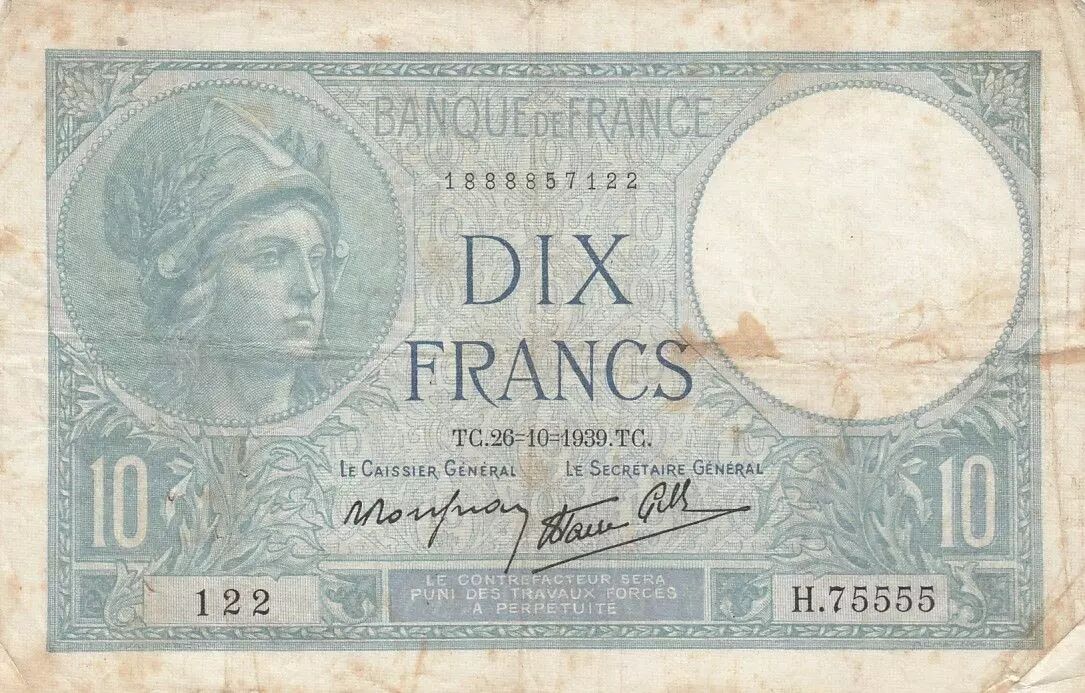 BANQUE DE FRANCE
1888857122
DIX
FRANCS
TC.26=10=1939.TC.
LE CAISSIER GÉNÉRAL LE SECRÉTAIRE GÉNÉRAL
10 10
LE CONTREFACTEUR SERA
PUNI DES TRAVAUX FORCÉS
À PERPÉTUITÉ
122 H.75555